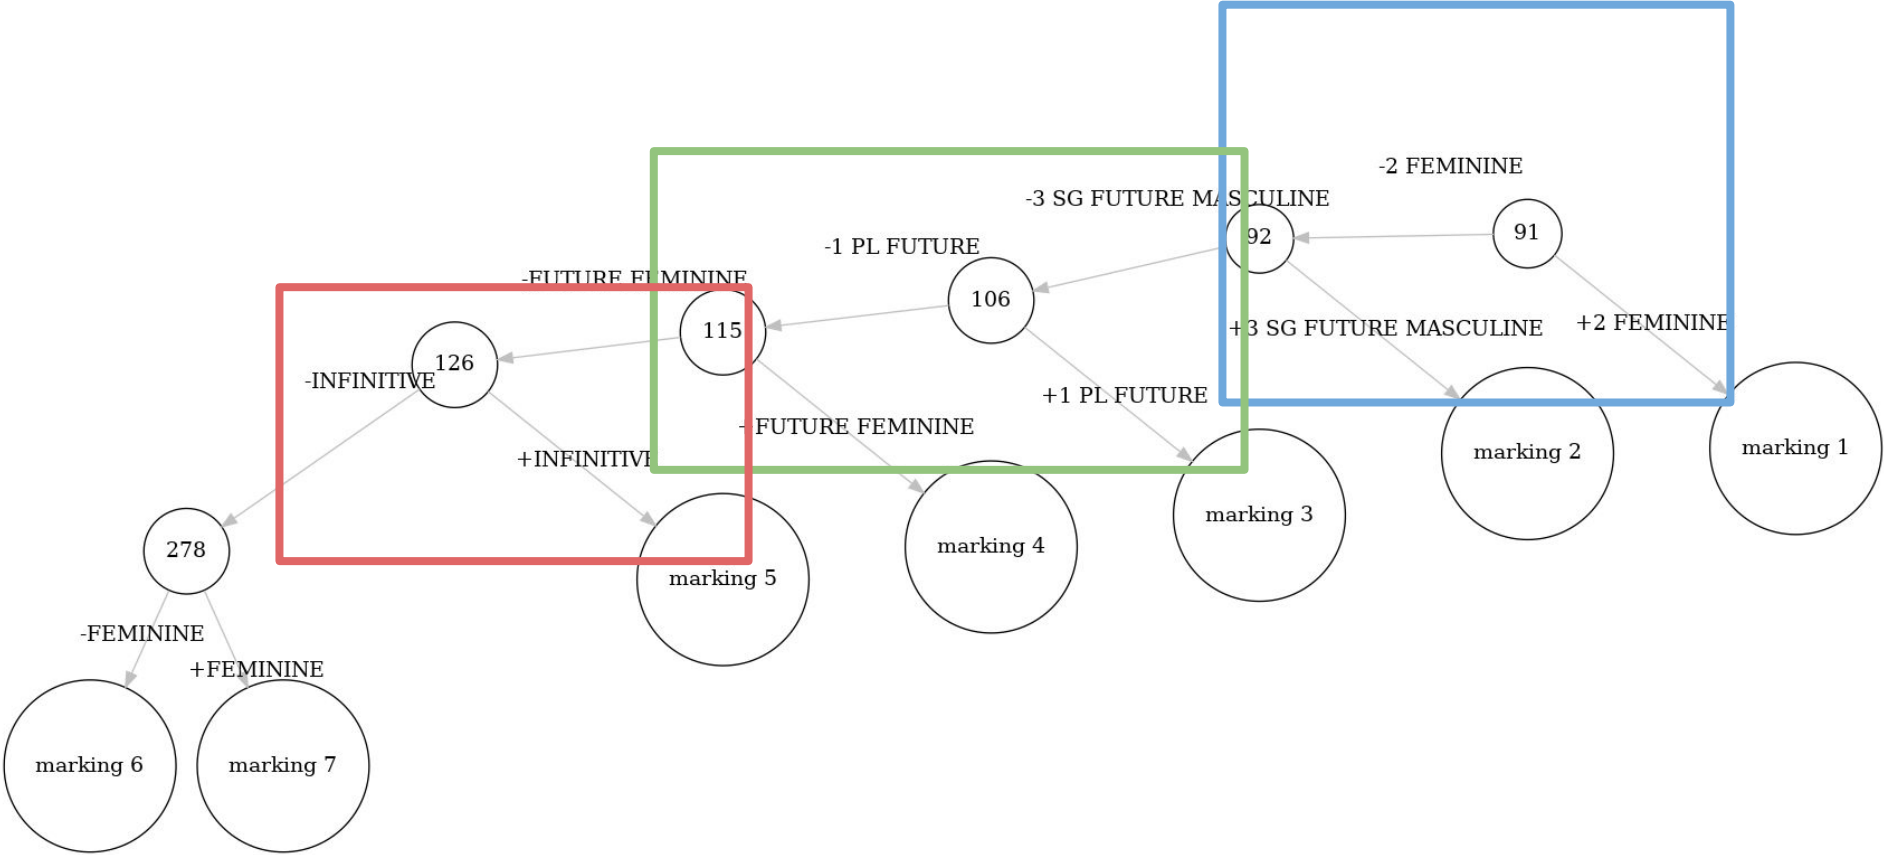 -2 FEMININE
-3 SG FUTURE MASCULINE
91
92
-1 PL FUTURE
-FUTURE FEMININE
106
+2 FEMININE
+3 SG FUTURE MASCULINE
115
126
-INFINITIVE
+1 PL FUTURE
+FUTURE FEMININE
marking 1
marking 2
+INFINITIVE
marking 3
marking 4
278
marking 5
-FEMININE
+FEMININE
marking 6
marking 7